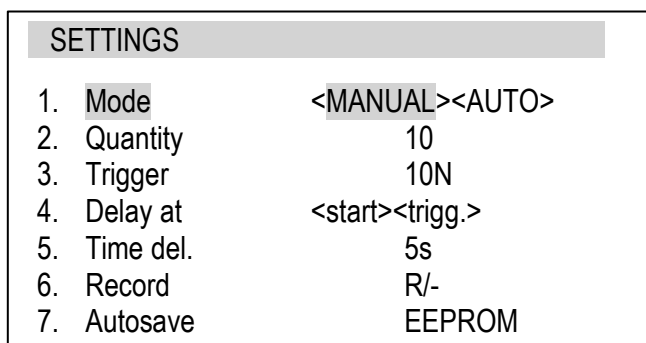 SETTINGS
1. Mode <MANUAL><AUTO>
2. Quantity 10
3. Trigger 10N
4. Delay at <start><trigg.>
5. Time del. 5s
6. Record R/-
7. Autosave EEPROM